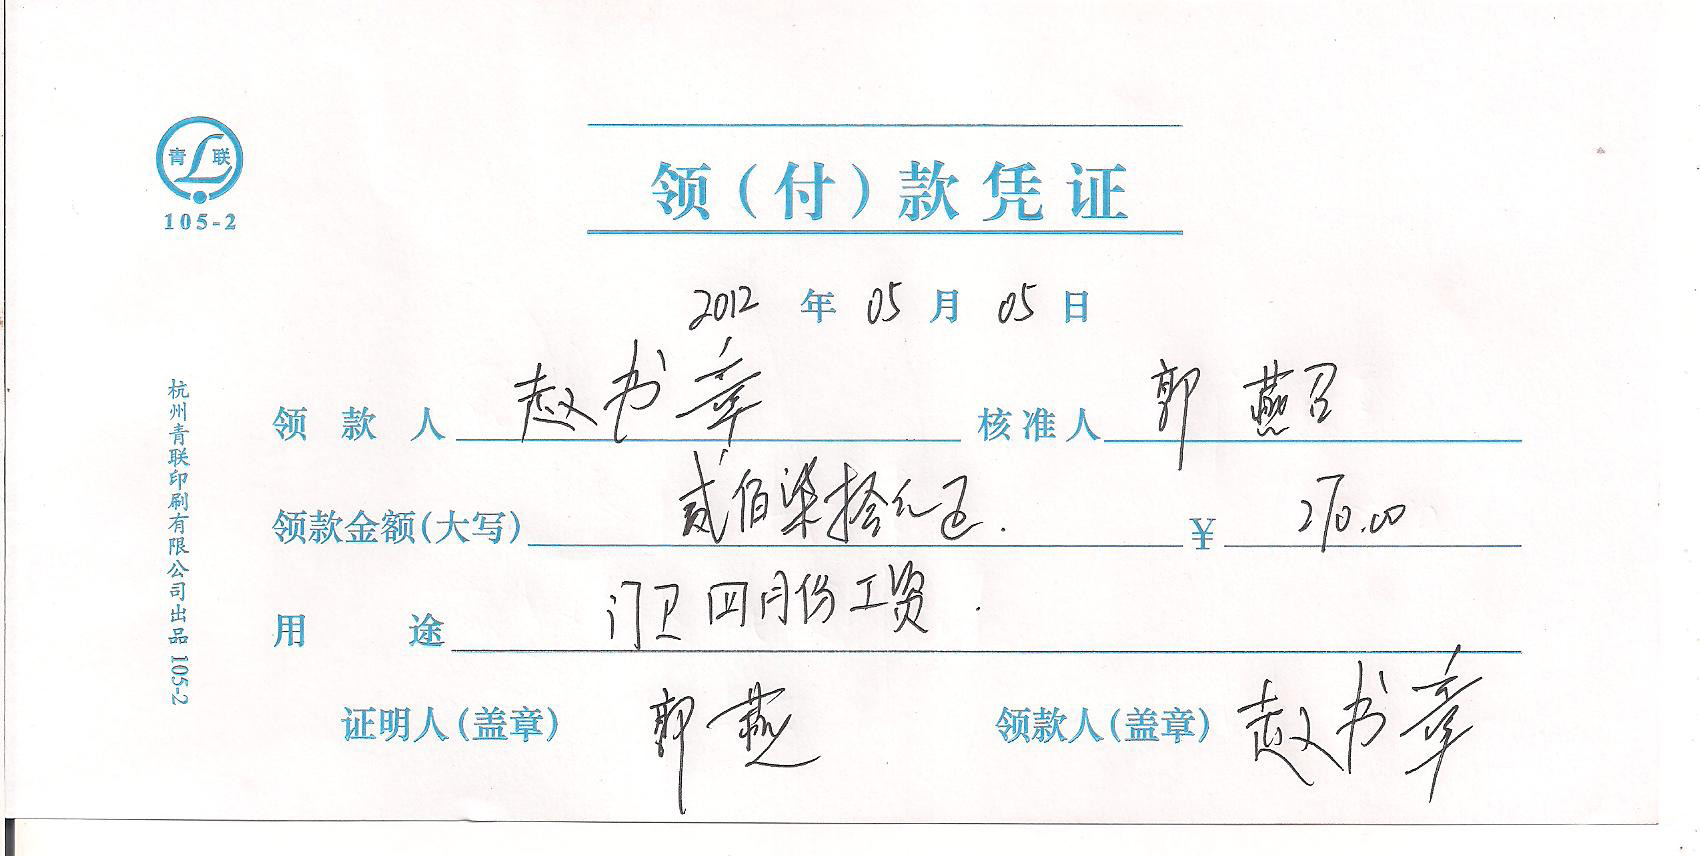 青 联
105-2
领（付）款凭证
2012 年 05 月 05 日
领款人 赵书章 核准人 郭燕
领款金额(大写) 贰佰柒拾元正. ¥ 270.00
用途 门卫四月份工资.
证明人(盖章) 郭燕 领款人(盖章) 赵书章
杭州青联印刷有限公司出品 105-2